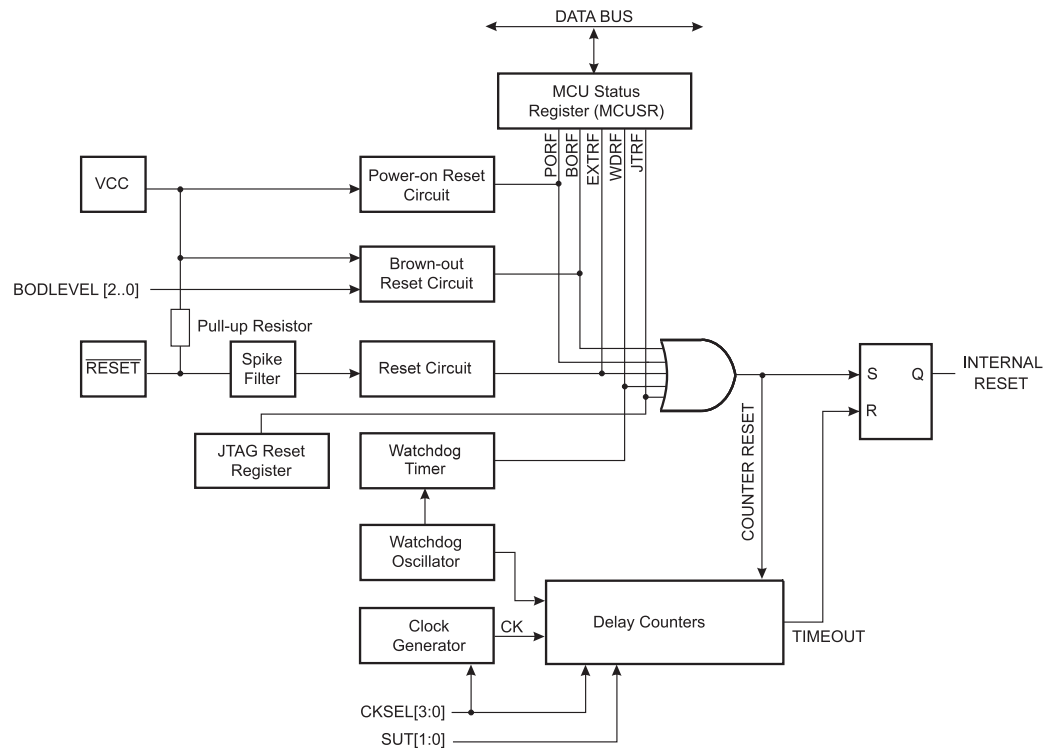 DATA BUS
MCU Status
Register (MCUSR)
PORF
BORF
EXTRF
WDRF
JTRF
VCC
Power-on Reset
Circuit
Brown-out
Reset Circuit
BODLEVEL [2..0]
Pull-up Resistor
RESET
Spike
Filter
Reset Circuit
S
Q
R
INTERNAL
RESET
JTAG Reset
Register
Watchdog
Timer
COUNTER RESET
Watchdog
Oscillator
Clock
Generator
CK
Delay Counters
TIMEOUT
CKSEL[3:0]
SUT[1:0]